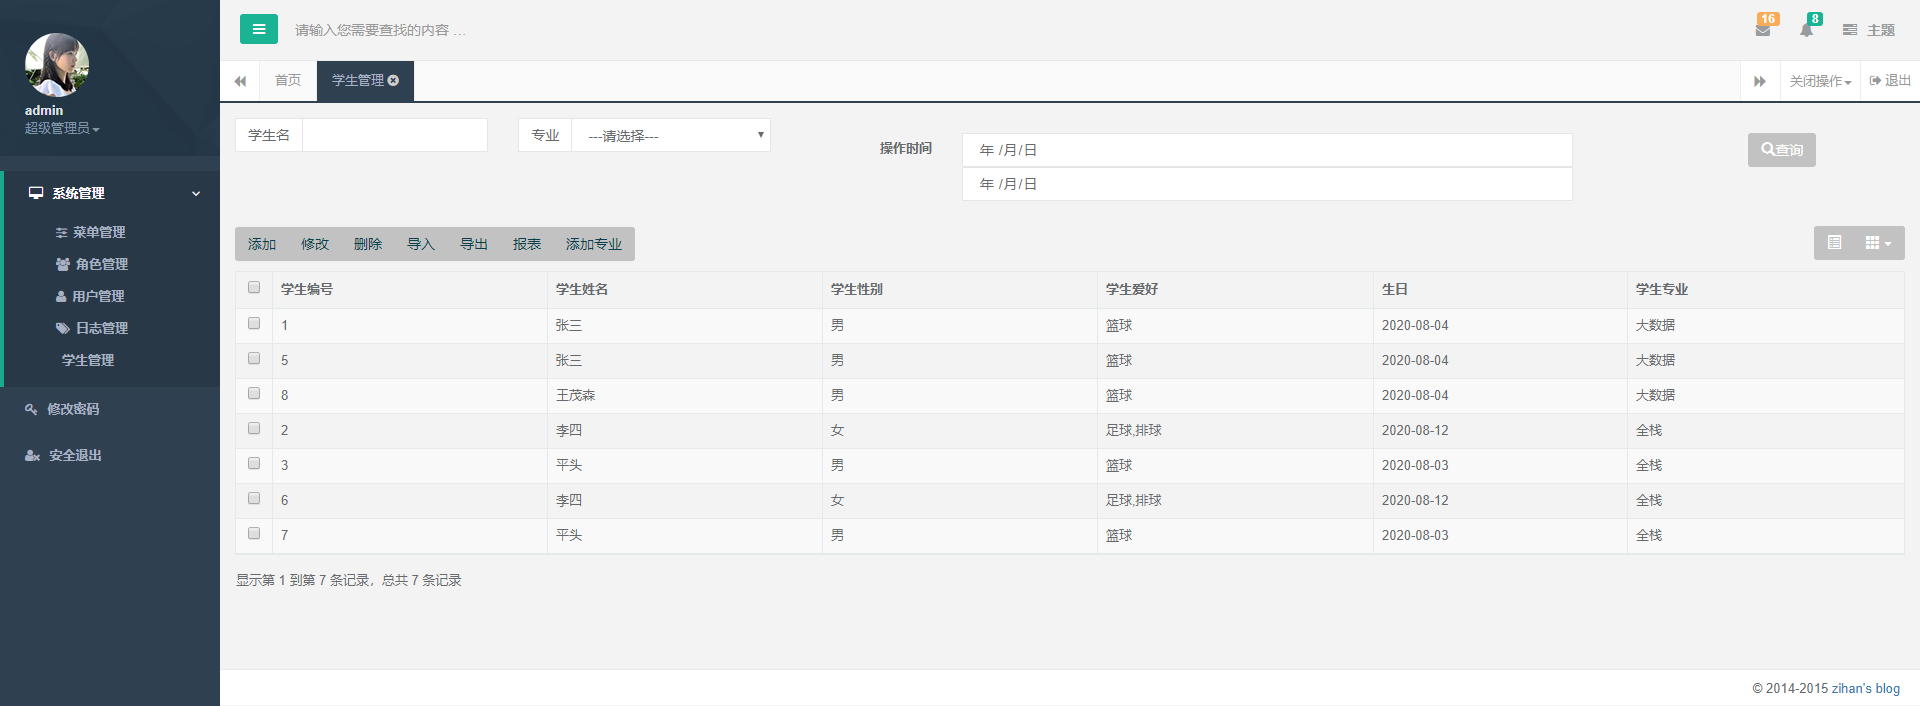 admin
超级管理员
系统管理
菜单管理
角色管理
用户管理
日志管理
学生管理
修改密码
安全退出
请输入您需要查找的内容 …
16
8
主题
首页
学生管理
关闭操作
退出
学生名
专业 ---请选择---
操作时间
年 /月/日
年 /月/日
查询
添加 修改 删除 导入 导出 报表 添加专业
学生编号 学生姓名 学生性别 学生爱好 生日 学生专业
1 张三 男 篮球 2020-08-04 大数据
5 张三 男 篮球 2020-08-04 大数据
8 王茂森 男 篮球 2020-08-04 大数据
2 李四 女 足球,排球 2020-08-12 全栈
3 平头 男 篮球 2020-08-03 全栈
6 李四 女 足球,排球 2020-08-12 全栈
7 平头 男 篮球 2020-08-03 全栈
显示第 1 到第 7 条记录，总共 7 条记录
© 2014-2015 zihan's blog